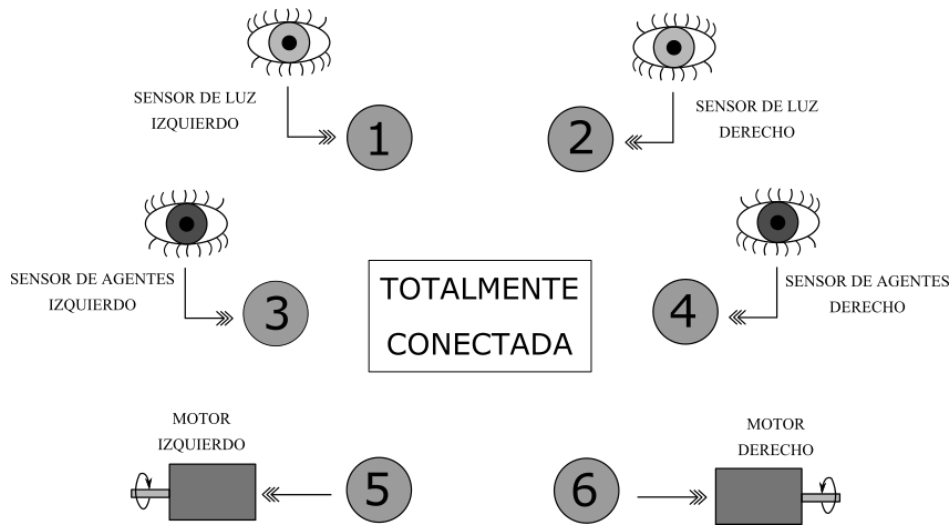 SENSOR DE LUZ
IZQUIERDO
1
2
SENSOR DE LUZ
DERECHO
SENSOR DE AGENTES
IZQUIERDO
3
TOTALMENTE
CONECTADA
4
SENSOR DE AGENTES
DERECHO
MOTOR
IZQUIERDO
5
6
MOTOR
DERECHO